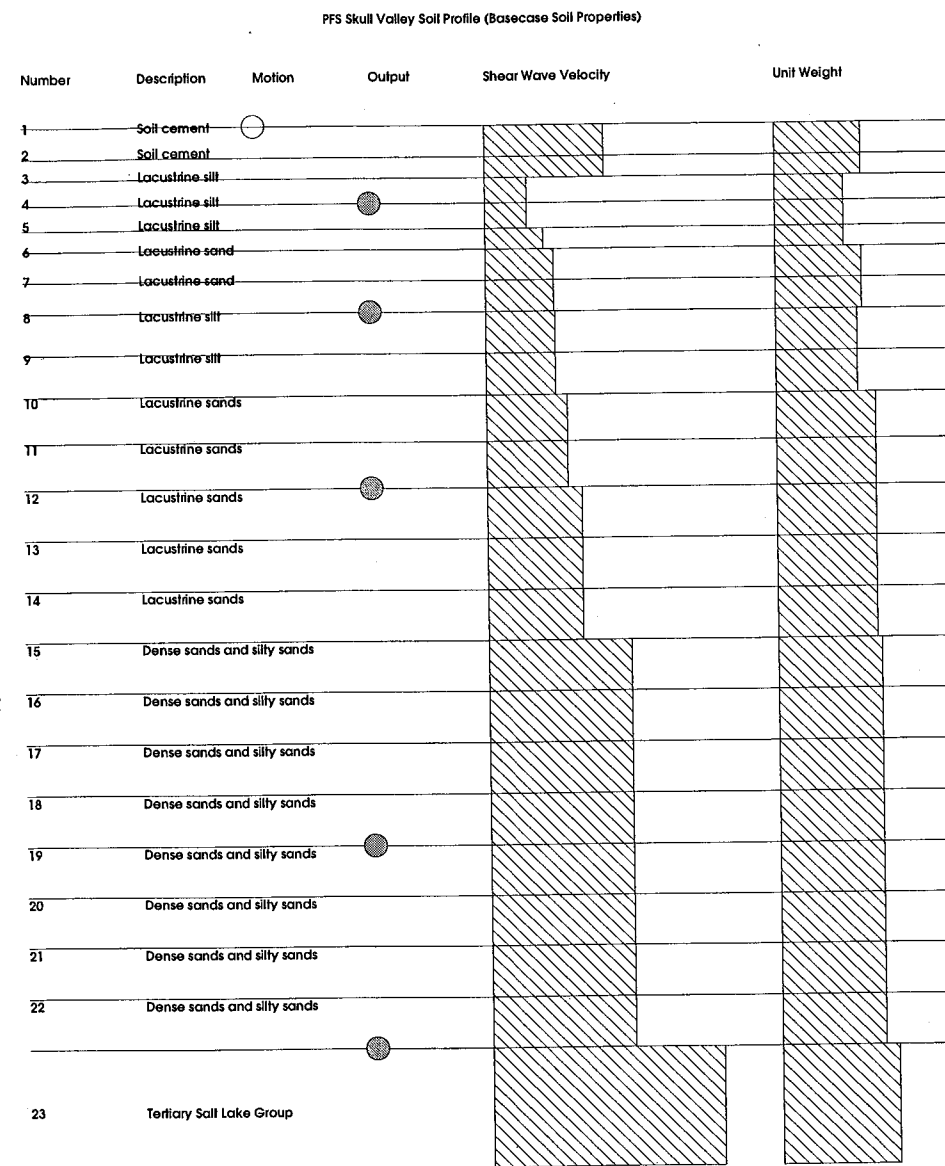 PFS Skull Valley Soil Profile (Basecase Soil Properties)
Number Description Motion Output Shear Wave Velocity Unit Weight
1 Soil cement
2 Soil cement
3 Lacustrine silt
4 Lacustrine silt
5 Lacustrine silt
6 Lacustrine sand
7 Lacustrine sand
8 Lacustrine silt
9 Lacustrine silt
10 Lacustrine sands
11 Lacustrine sands
12 Lacustrine sands
13 Lacustrine sands
14 Lacustrine sands
15 Dense sands and silty sands
16 Dense sands and silty sands
17 Dense sands and silty sands
18 Dense sands and silty sands
19 Dense sands and silty sands
20 Dense sands and silty sands
21 Dense sands and silty sands
22 Dense sands and silty sands
23 Tertiary Salt Lake Group